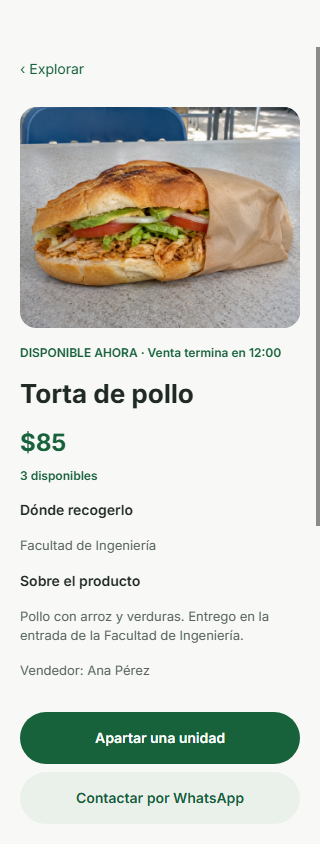 ‹ Explorar
DISPONIBLE AHORA · Venta termina en 12:00
Torta de pollo
$85
3 disponibles
Dónde recogerlo
Facultad de Ingeniería
Sobre el producto
Pollo con arroz y verduras. Entrego en la
entrada de la Facultad de Ingeniería.
Vendedor: Ana Pérez
Apartar una unidad
Contactar por WhatsApp